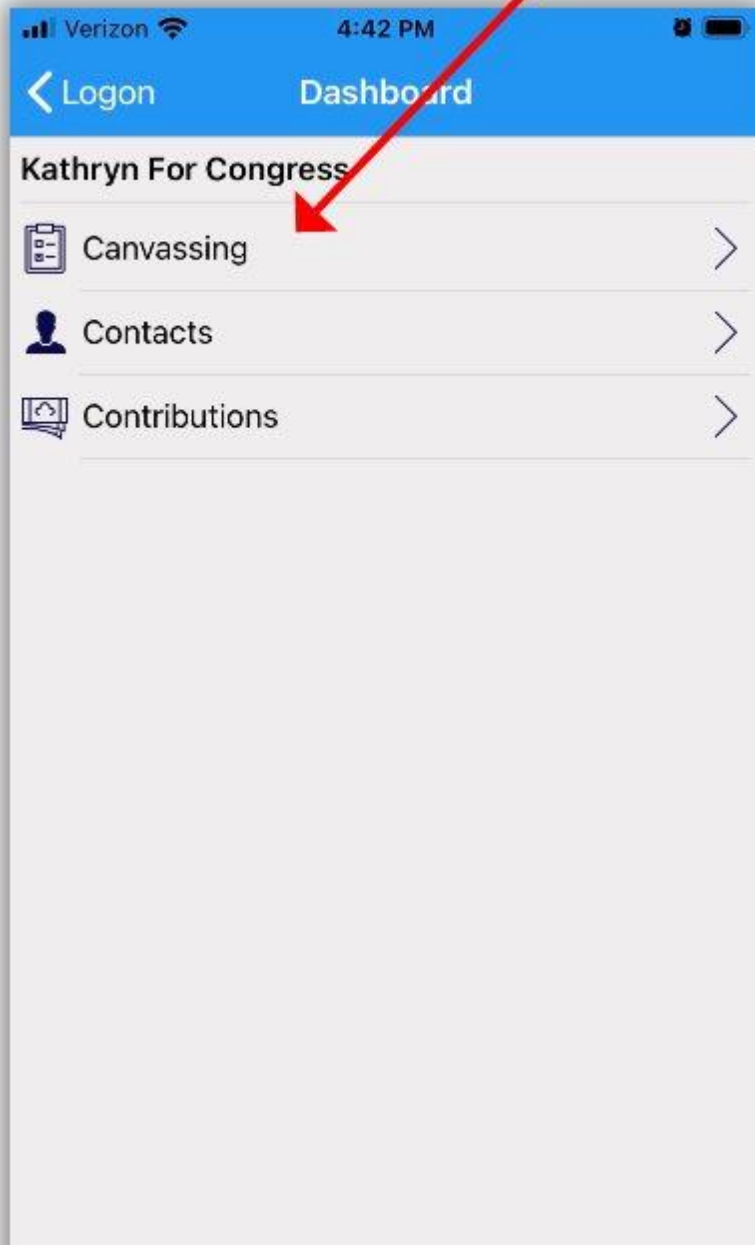 Verizon 4:42 PM
Logon Dashboard
Kathryn For Congress
Canvassing
Contacts
Contributions